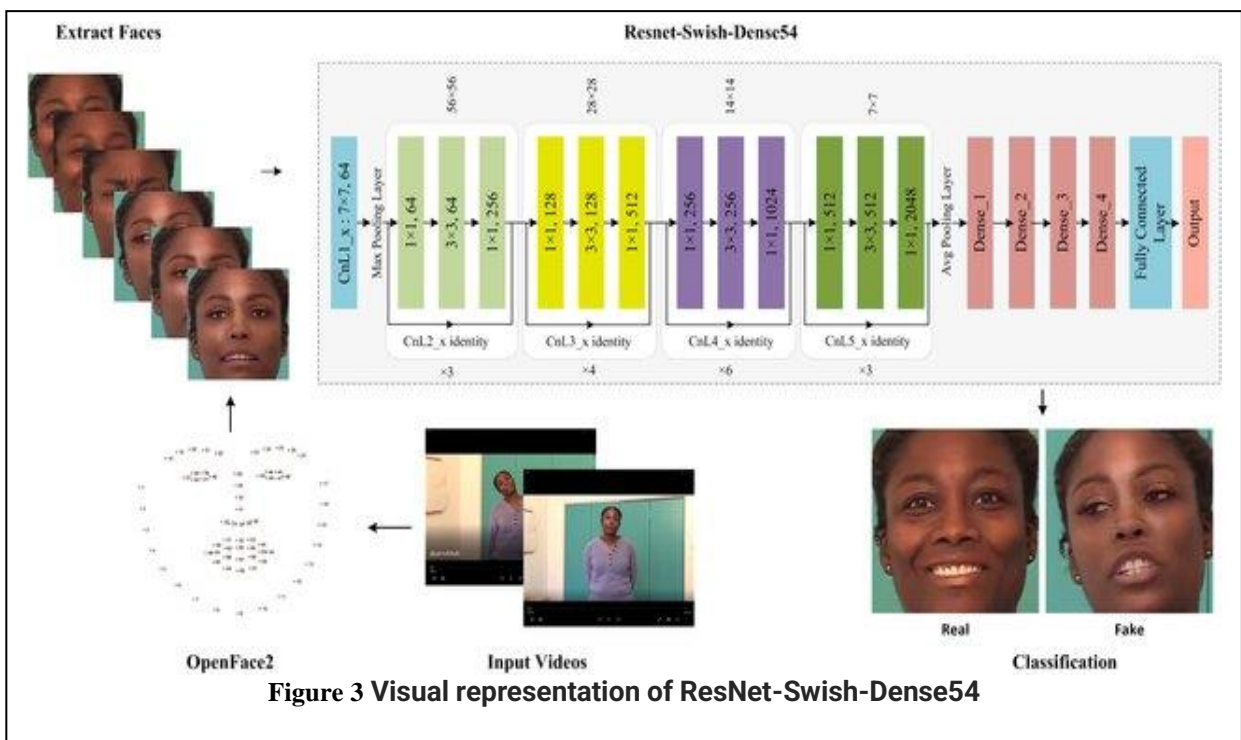 Extract Faces
Resnet-Swish-Dense54
56×56
28×28
14×14
7×7
CnL1_x : 7×7, 64
Max Pooling Layer
1×1, 64
3×3, 64
1×1, 256
1×1, 128
3×3, 128
1×1, 512
1×1, 256
3×3, 256
1×1, 1024
1×1, 512
3×3, 512
1×1, 2048
Avg Pooling Layer
Dense_1
Dense_2
Dense_3
Dense_4
Fully Connected
Layer
Output
CnL2_x identity
CnL3_x identity
CnL4_x identity
CnL5_x identity
×3
×4
×6
×3
Real
Fake
OpenFace2
Input Videos
Classification
Figure 3 Visual representation of ResNet-Swish-Dense54